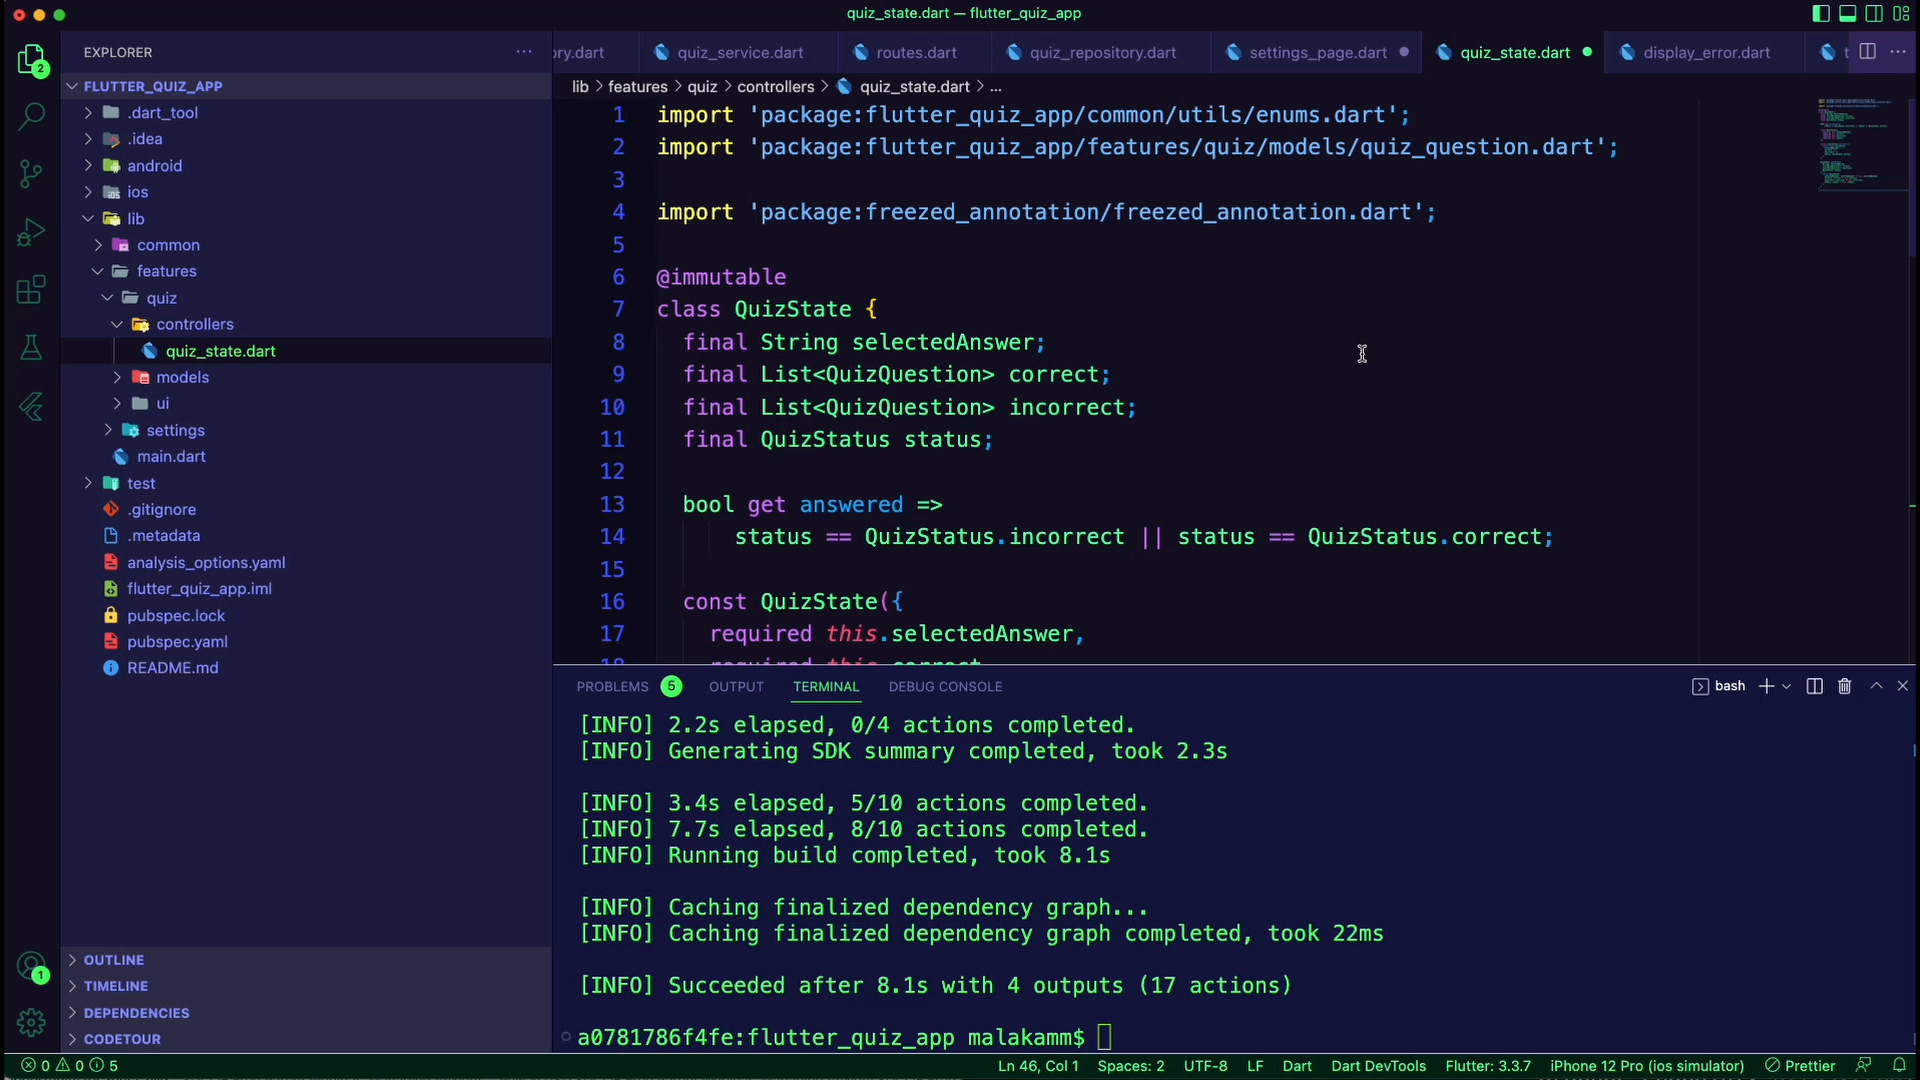 quiz_state.dart — flutter_quiz_app
EXPLORER
FLUTTER_QUIZ_APP
.dart_tool
.idea
android
ios
lib
common
features
quiz
controllers
quiz_state.dart
models
ui
settings
main.dart
test
.gitignore
.metadata
analysis_options.yaml
flutter_quiz_app.iml
pubspec.lock
pubspec.yaml
README.md
OUTLINE
TIMELINE
DEPENDENCIES
CODETOUR
2
1
ory.dart quiz_service.dart routes.dart quiz_repository.dart settings_page.dart quiz_state.dart display_error.dart t
lib > features > quiz > controllers > quiz_state.dart > ...
1 import 'package:flutter_quiz_app/common/utils/enums.dart';
2 import 'package:flutter_quiz_app/features/quiz/models/quiz_question.dart';
3
4 import 'package:freezed_annotation/freezed_annotation.dart';
5
6 @immutable
7 class QuizState {
8 final String selectedAnswer;
9 final List<QuizQuestion> correct;
10 final List<QuizQuestion> incorrect;
11 final QuizStatus status;
12
13 bool get answered =>
14 status == QuizStatus.incorrect || status == QuizStatus.correct;
15
16 const QuizState({
17 required this.selectedAnswer,
18 required this.correct,
PROBLEMS 5 OUTPUT TERMINAL DEBUG CONSOLE bash
[INFO] 2.2s elapsed, 0/4 actions completed.
[INFO] Generating SDK summary completed, took 2.3s
[INFO] 3.4s elapsed, 5/10 actions completed.
[INFO] 7.7s elapsed, 8/10 actions completed.
[INFO] Running build completed, took 8.1s
[INFO] Caching finalized dependency graph...
[INFO] Caching finalized dependency graph completed, took 22ms
[INFO] Succeeded after 8.1s with 4 outputs (17 actions)
a0781786f4fe:flutter_quiz_app malakamm$
0 0 5 Ln 46, Col 1 Spaces: 2 UTF-8 LF Dart Dart DevTools Flutter: 3.3.7 iPhone 12 Pro (ios simulator) Prettier